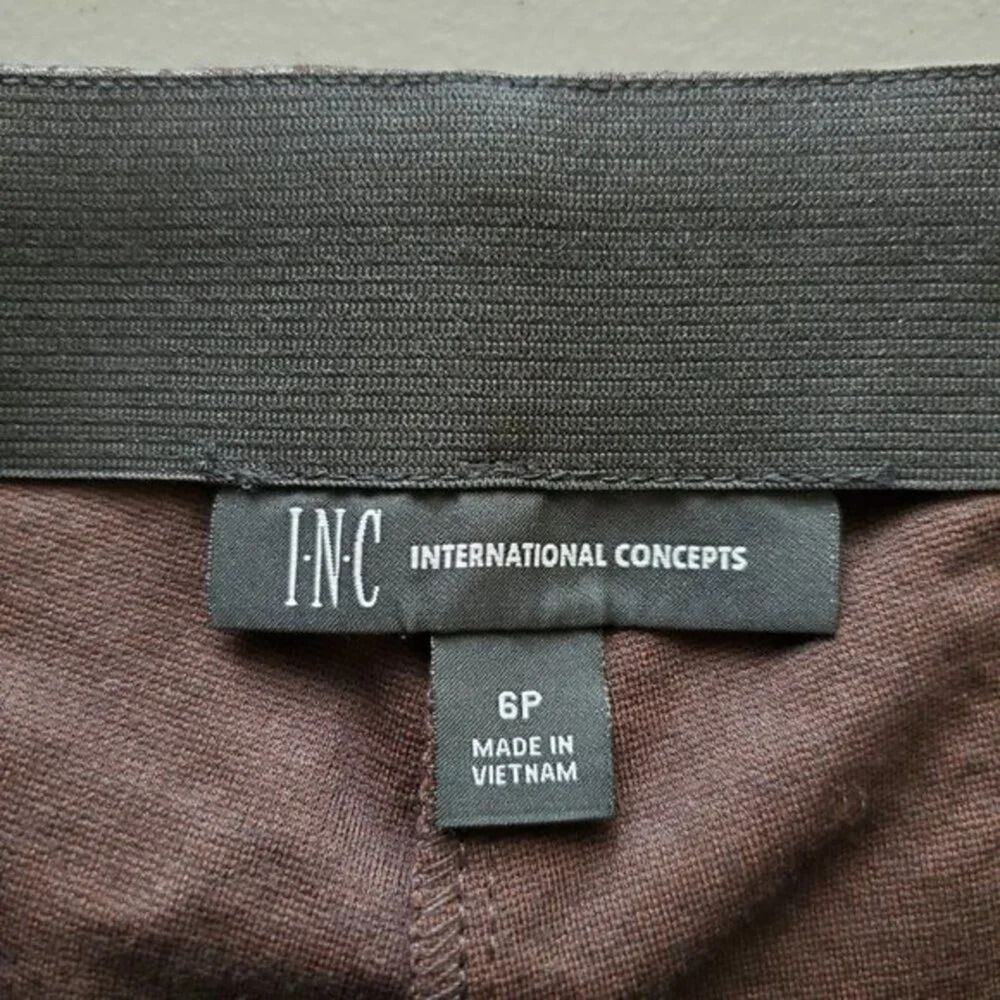 I·N·C INTERNATIONAL CONCEPTS
6P
MADE IN
VIETNAM